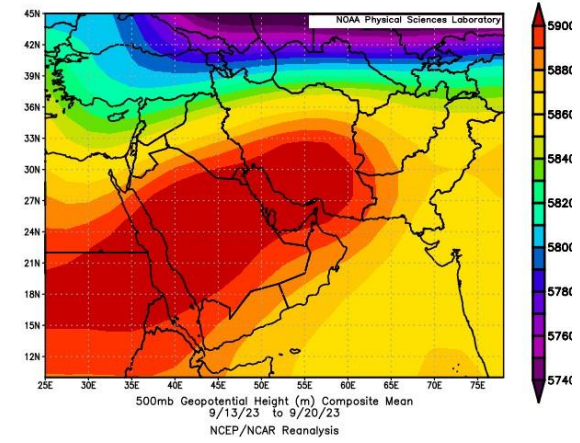 NOAA Physical Sciences Laboratory
45N
42N
39N
36N
33N
30N
27N
24N
21N
18N
15N
12N
25E 30E 35E 40E 45E 50E 55E 60E 65E 70E 75E
5900
5860
5840
5820
5800
5780
5760
5740
500mb Geopotential Height (m) Composite Mean
9/13/23 to 9/20/23
NCEP/NCAR Reanalysis